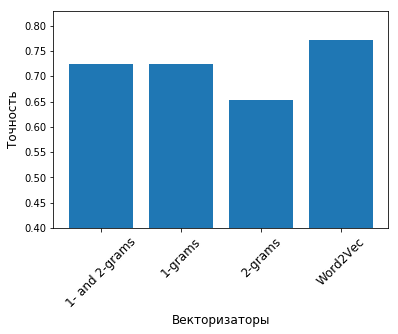 0.80
0.75
0.70
0.65
0.60
0.55
0.50
0.45
0.40
Точность
1- and 2-grams
1-grams
2-grams
Word2Vec
Векторизаторы